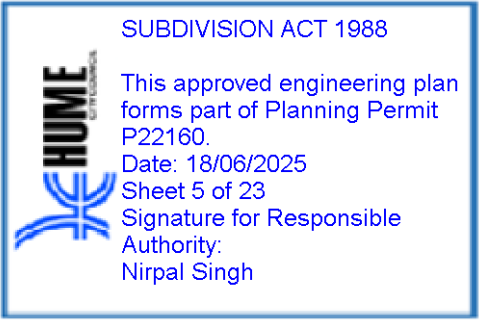 SUBDIVISION ACT 1988
This approved engineering plan
forms part of Planning Permit
P22160.
Date: 18/06/2025
Sheet 5 of 23
Signature for Responsible
Authority:
Nirpal Singh
HUME
CITY COUNCIL